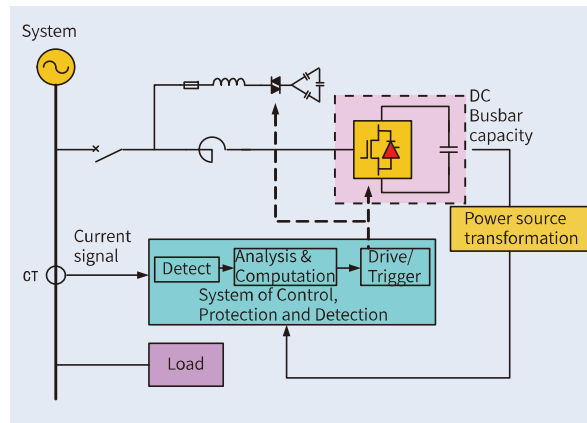 System
DC
Busbar
capacity
Power source
transformation
Current
signal
CT
Detect
Analysis &
Computation
Drive/
Trigger
System of Control,
Protection and Detection
Load